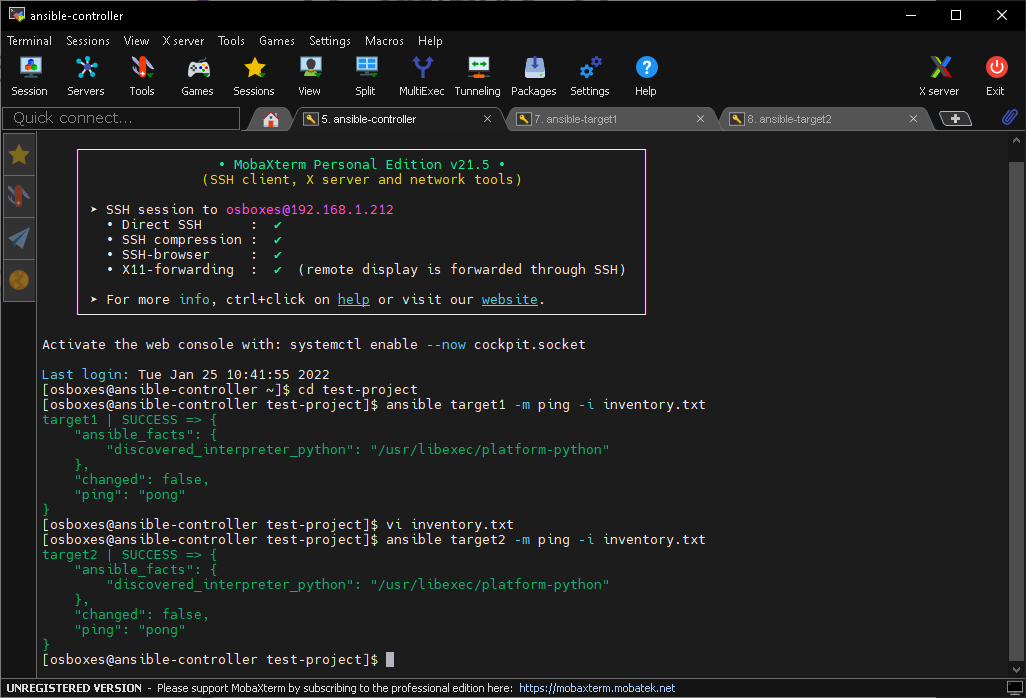 ansible-controller
Terminal Sessions View X server Tools Games Settings Macros Help
Session Servers Tools Games Sessions View Split MultiExec Tunneling Packages Settings Help X server Exit
Quick connect... 5. ansible-controller 7. ansible-target1 8. ansible-target2
• MobaXterm Personal Edition v21.5 •
(SSH client, X server and network tools)
➤ SSH session to osboxes@192.168.1.212
• Direct SSH : ✔
• SSH compression : ✔
• SSH-browser : ✔
• X11-forwarding : ✔ (remote display is forwarded through SSH)
➤ For more info, ctrl+click on help or visit our website.
Activate the web console with: systemctl enable --now cockpit.socket
Last login: Tue Jan 25 10:41:55 2022
[osboxes@ansible-controller ~]$ cd test-project
[osboxes@ansible-controller test-project]$ ansible target1 -m ping -i inventory.txt
target1 | SUCCESS => {
    "ansible_facts": {
        "discovered_interpreter_python": "/usr/libexec/platform-python"
    },
    "changed": false,
    "ping": "pong"
}
[osboxes@ansible-controller test-project]$ vi inventory.txt
[osboxes@ansible-controller test-project]$ ansible target2 -m ping -i inventory.txt
target2 | SUCCESS => {
    "ansible_facts": {
        "discovered_interpreter_python": "/usr/libexec/platform-python"
    },
    "changed": false,
    "ping": "pong"
}
[osboxes@ansible-controller test-project]$
UNREGISTERED VERSION - Please support MobaXterm by subscribing to the professional edition here: https://mobaxterm.mobatek.net